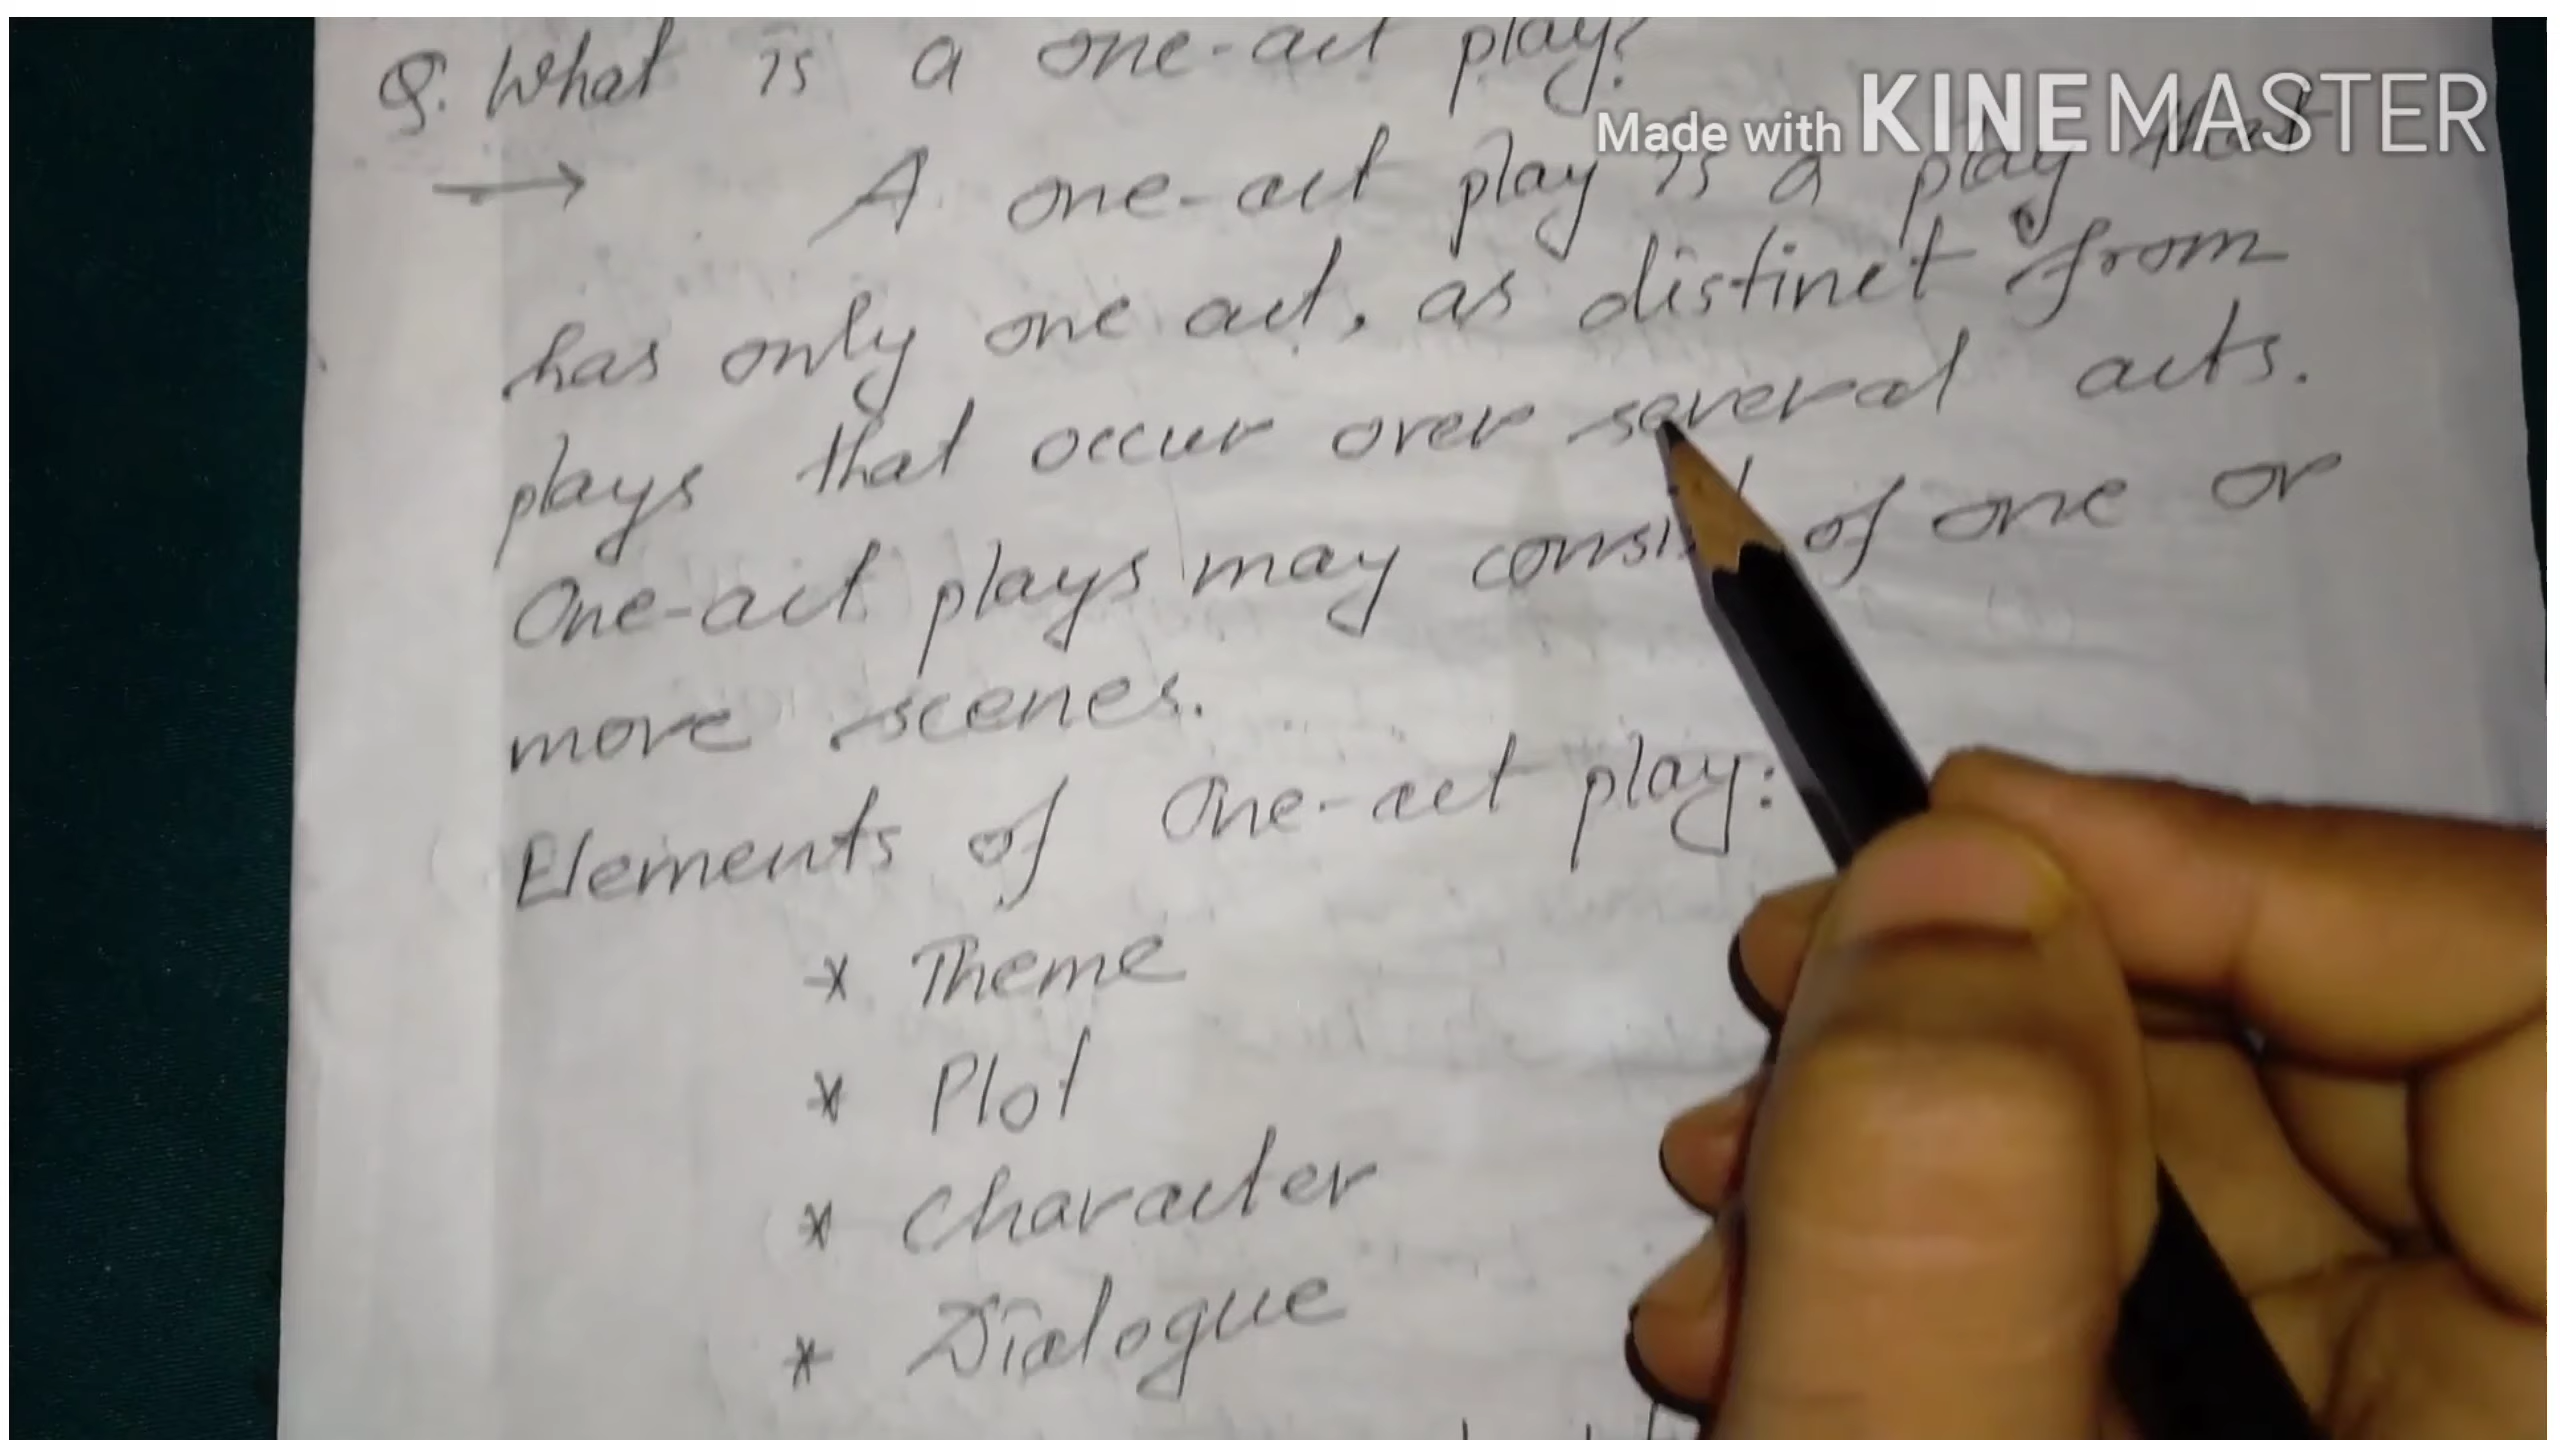 Q. What is a one-act play?
Made with KINEMASTER
→ A one-act play is a play that
has only one act, as distinct from
plays that occur over several acts.
One-act plays may consist of one or
more scenes.
Elements of One-act play:
* Theme
* Plot
* Character
* Dialogue